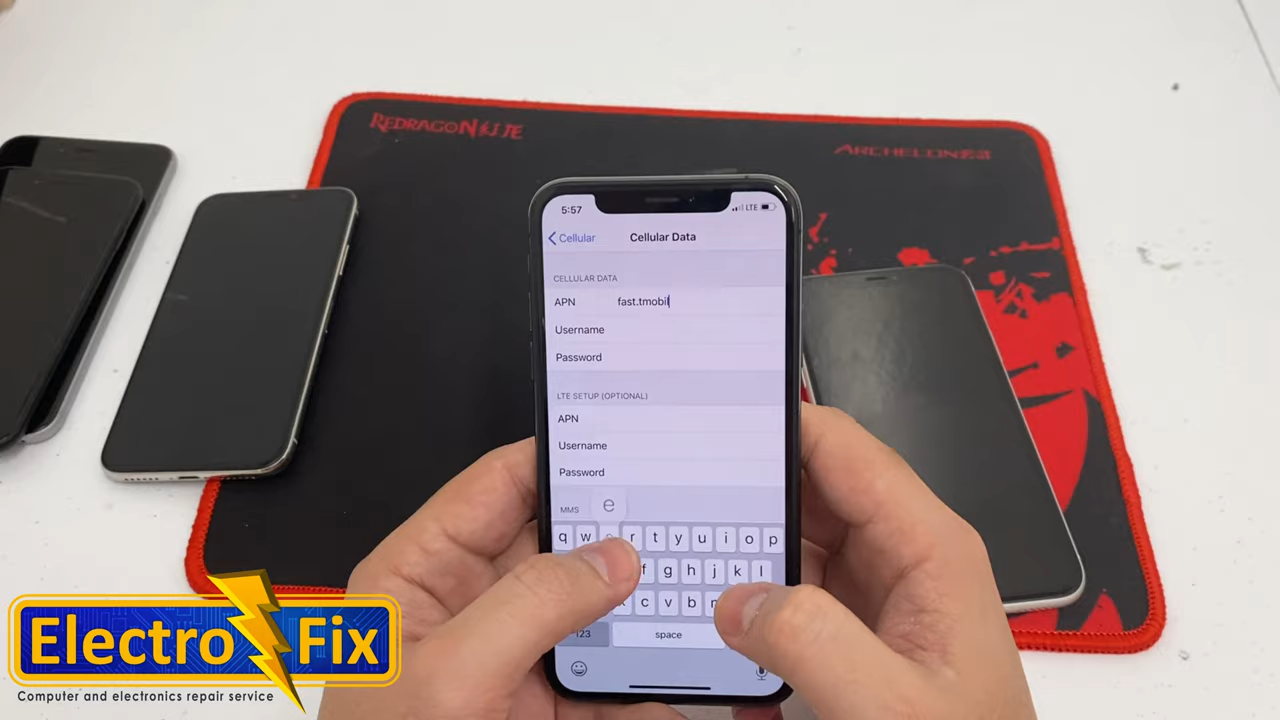 REDRAGON
ARCHELON
5:57
LTE
Cellular
Cellular Data
CELLULAR DATA
APN fast.tmobil
Username
Password
LTE SETUP (OPTIONAL)
APN
Username
Password
MMS
e
q w r t y u i o p
f g h j k l
c v b
123 space
Electro Fix
Computer and electronics repair service